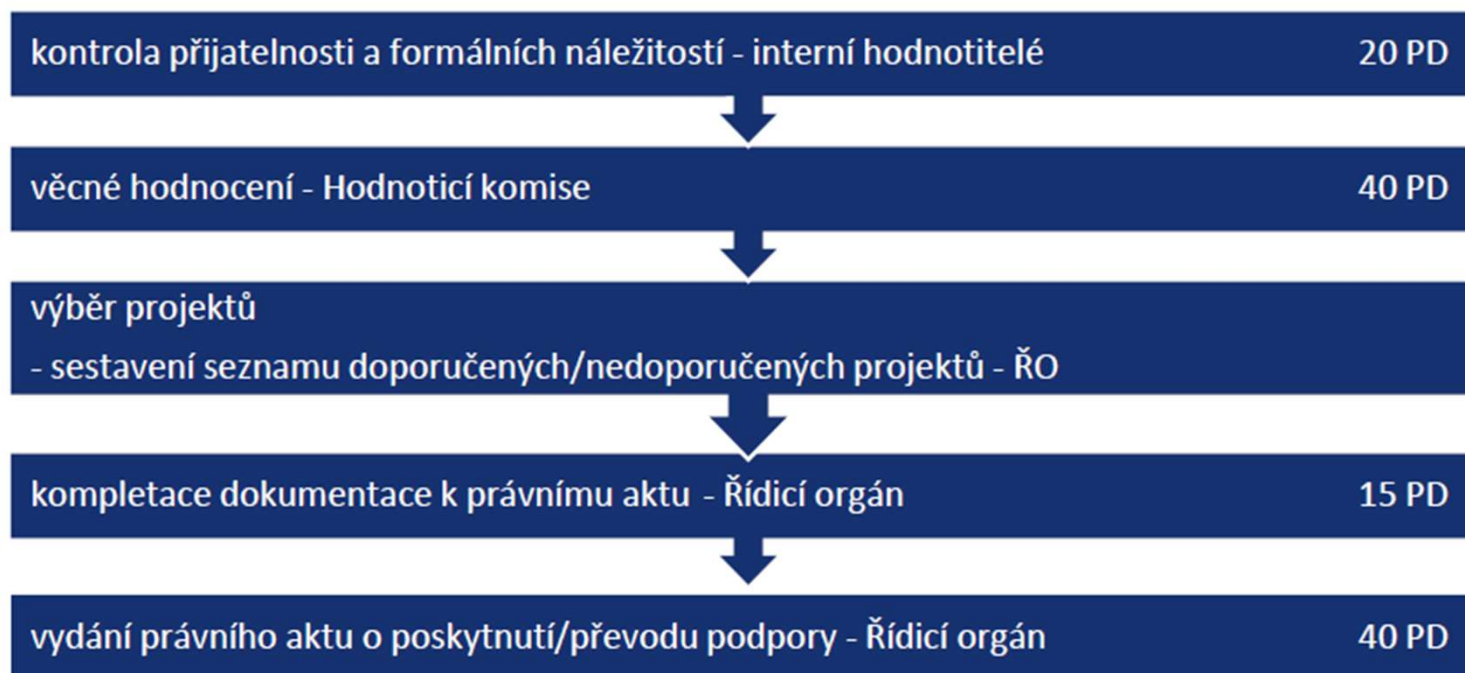 kontrola přijatelnosti a formálních náležitostí - interní hodnotitelé 20 PD
věcné hodnocení - Hodnoticí komise 40 PD
výběr projektů
- sestavení seznamu doporučených/nedoporučených projektů - ŘO
kompletace dokumentace k právnímu aktu - Řídicí orgán 15 PD
vydání právního aktu o poskytnutí/převodu podpory - Řídicí orgán 40 PD